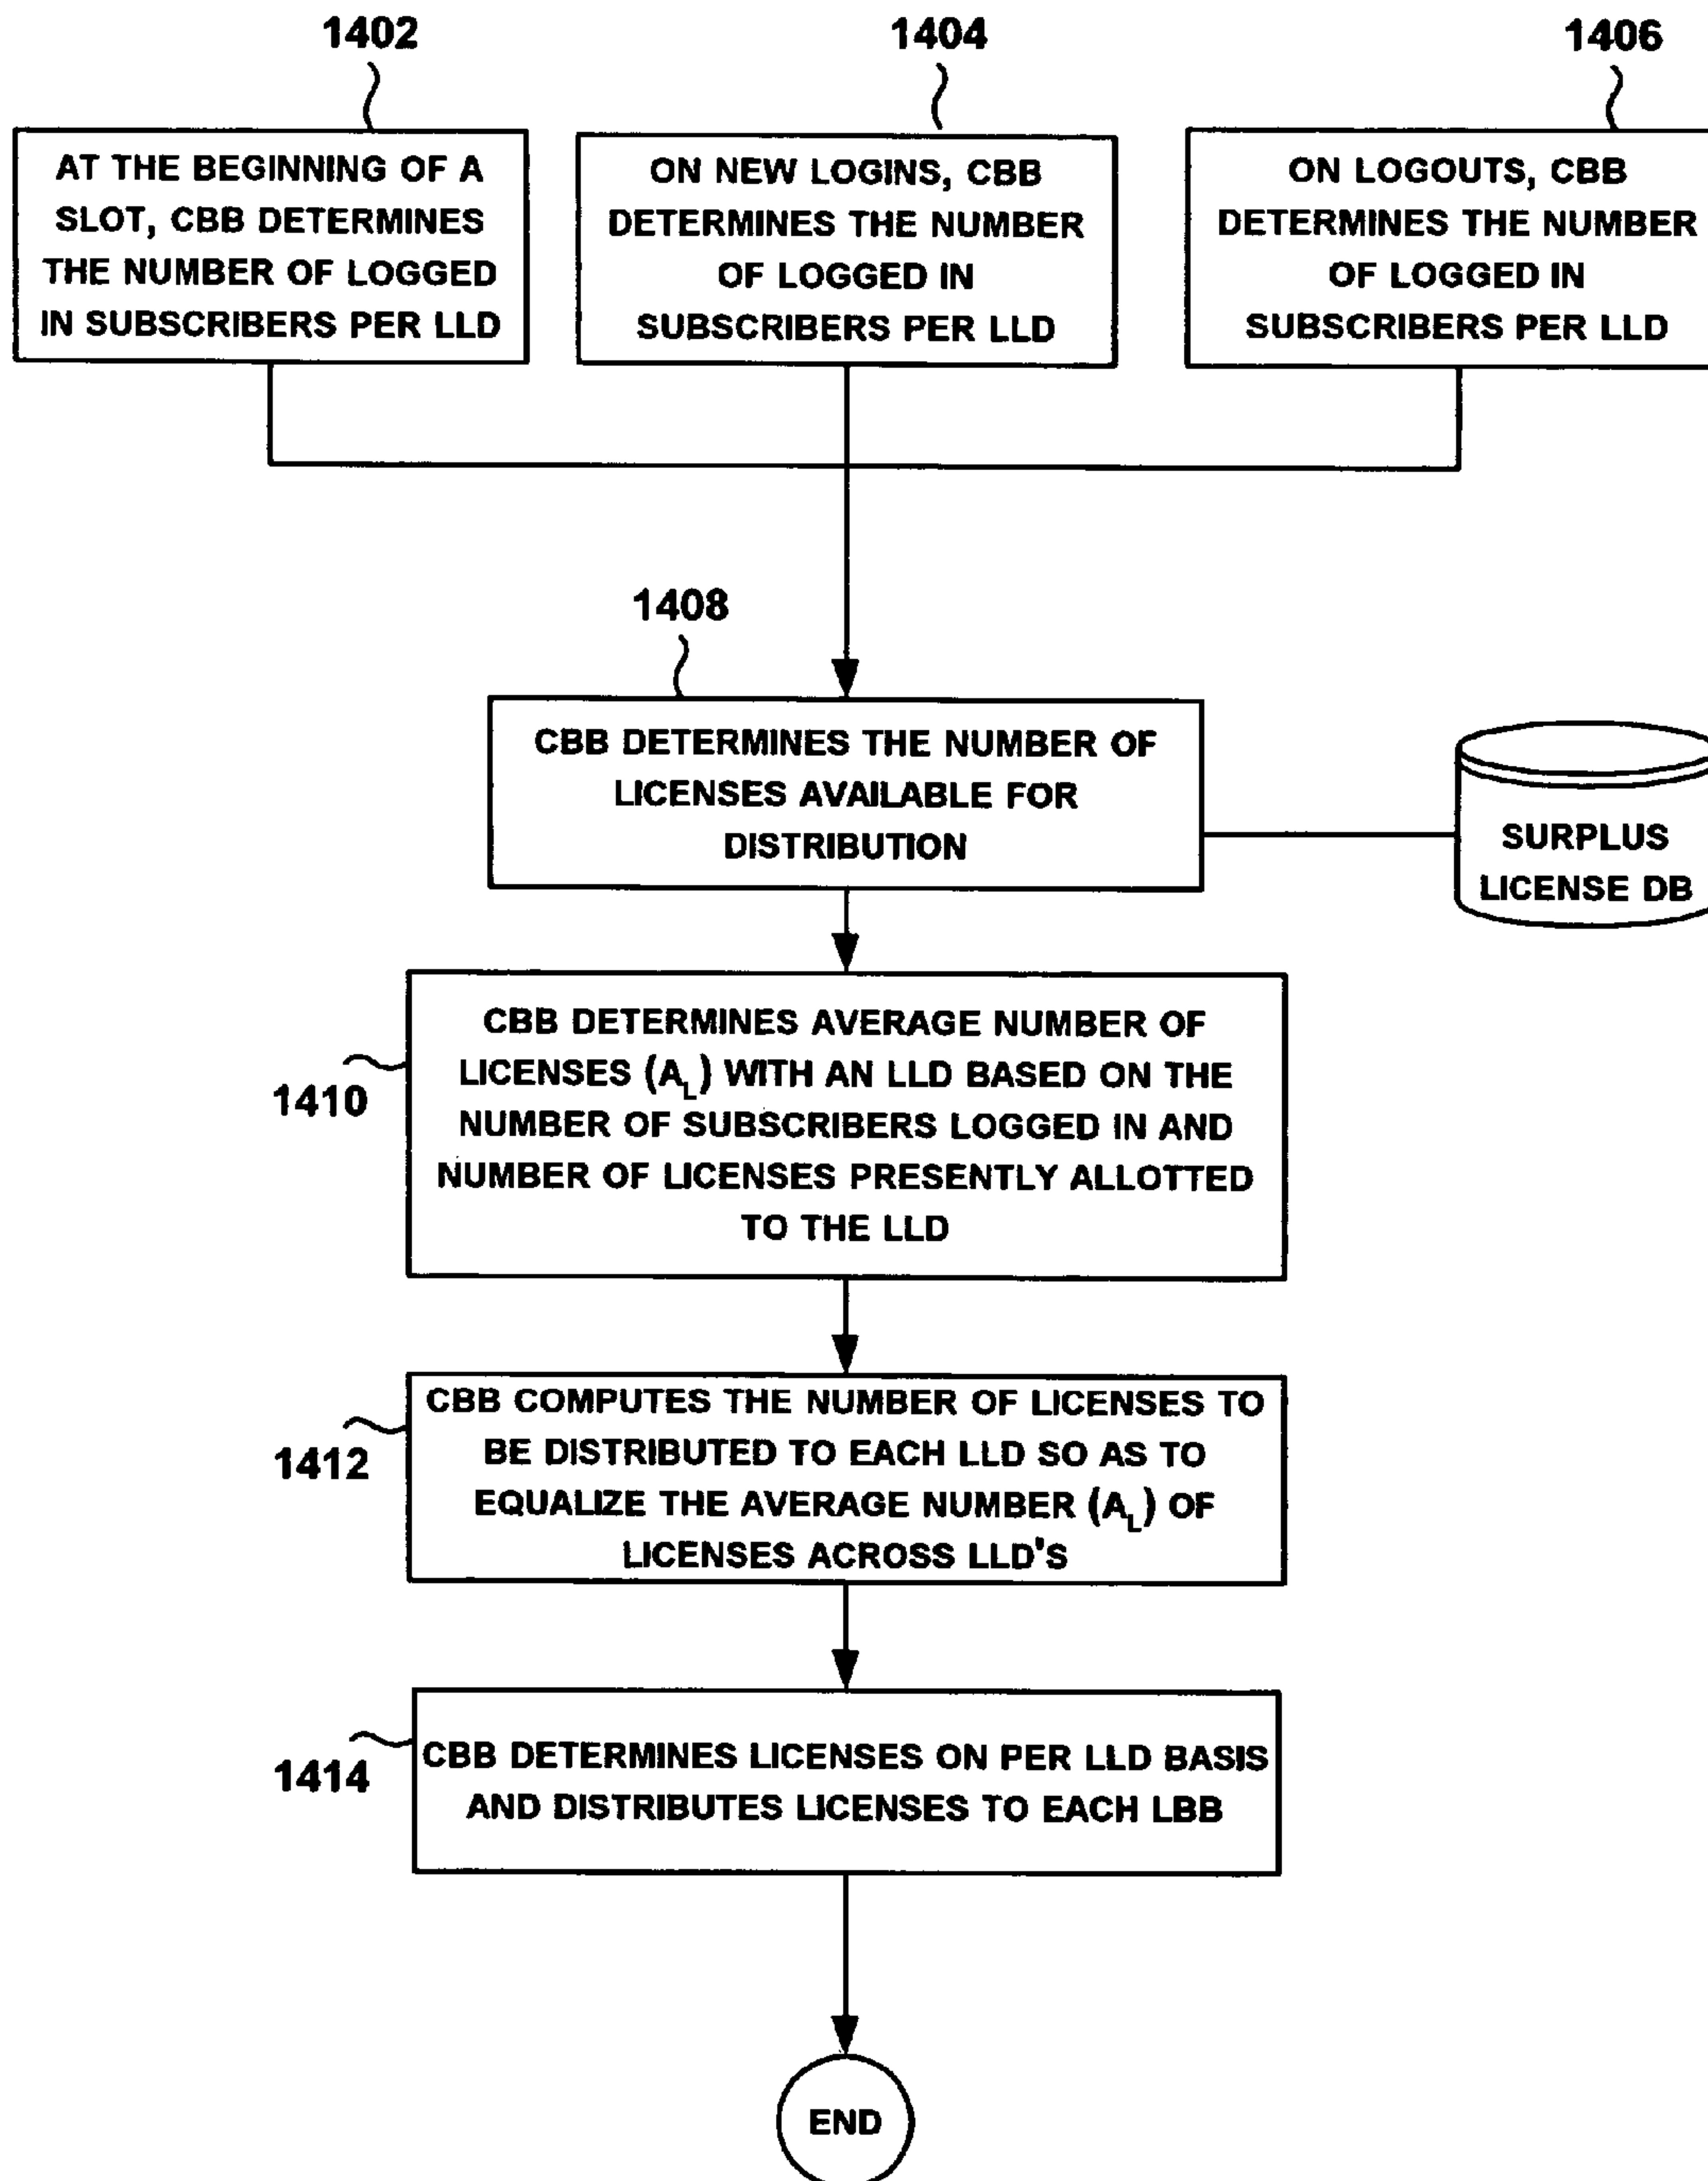 1402
1404
1406
AT THE BEGINNING OF A
SLOT, CBB DETERMINES
THE NUMBER OF LOGGED
IN SUBSCRIBERS PER LLD
ON NEW LOGINS, CBB
DETERMINES THE NUMBER
OF LOGGED IN
SUBSCRIBERS PER LLD
ON LOGOUTS, CBB
DETERMINES THE NUMBER
OF LOGGED IN
SUBSCRIBERS PER LLD
1408
CBB DETERMINES THE NUMBER OF
LICENSES AVAILABLE FOR
DISTRIBUTION
SURPLUS
LICENSE DB
1410
CBB DETERMINES AVERAGE NUMBER OF
LICENSES (A_L) WITH AN LLD BASED ON THE
NUMBER OF SUBSCRIBERS LOGGED IN AND
NUMBER OF LICENSES PRESENTLY ALLOTTED
TO THE LLD
1412
CBB COMPUTES THE NUMBER OF LICENSES TO
BE DISTRIBUTED TO EACH LLD SO AS TO
EQUALIZE THE AVERAGE NUMBER (A_L) OF
LICENSES ACROSS LLD'S
1414
CBB DETERMINES LICENSES ON PER LLD BASIS
AND DISTRIBUTES LICENSES TO EACH LBB
END